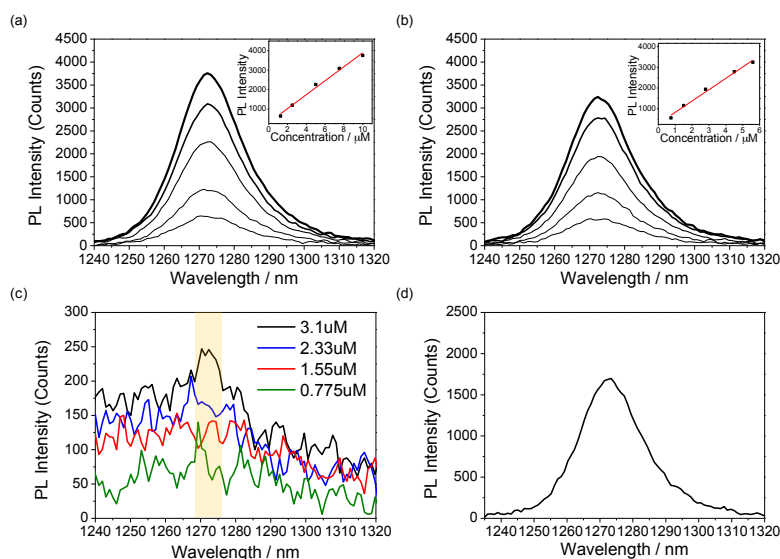 (a)
4500
4000
3500
3000
2500
2000
1500
1000
500
0
PL Intensity (Counts)
1240 1250 1260 1270 1280 1290 1300 1310 1320
Wavelength / nm
4000
3000
2000
1000
PL Intensity
2 4 6 8 10
Concentration / μM
(b)
4500
4000
3500
3000
2500
2000
1500
1000
500
0
PL Intensity (Counts)
1240 1250 1260 1270 1280 1290 1300 1310 1320
Wavelength / nm
4000
3000
2000
1000
PL Intensity
0 1 2 3 4 5 6
Concentration / μM
(c)
300
250
200
150
100
50
0
PL Intensity (Counts)
3.1uM
2.33uM
1.55uM
0.775uM
1240 1250 1260 1270 1280 1290 1300 1310 1320
Wavelength / nm
(d)
2500
2000
1500
1000
500
0
PL Intensity (Counts)
1240 1250 1260 1270 1280 1290 1300 1310 1320
Wavelength / nm